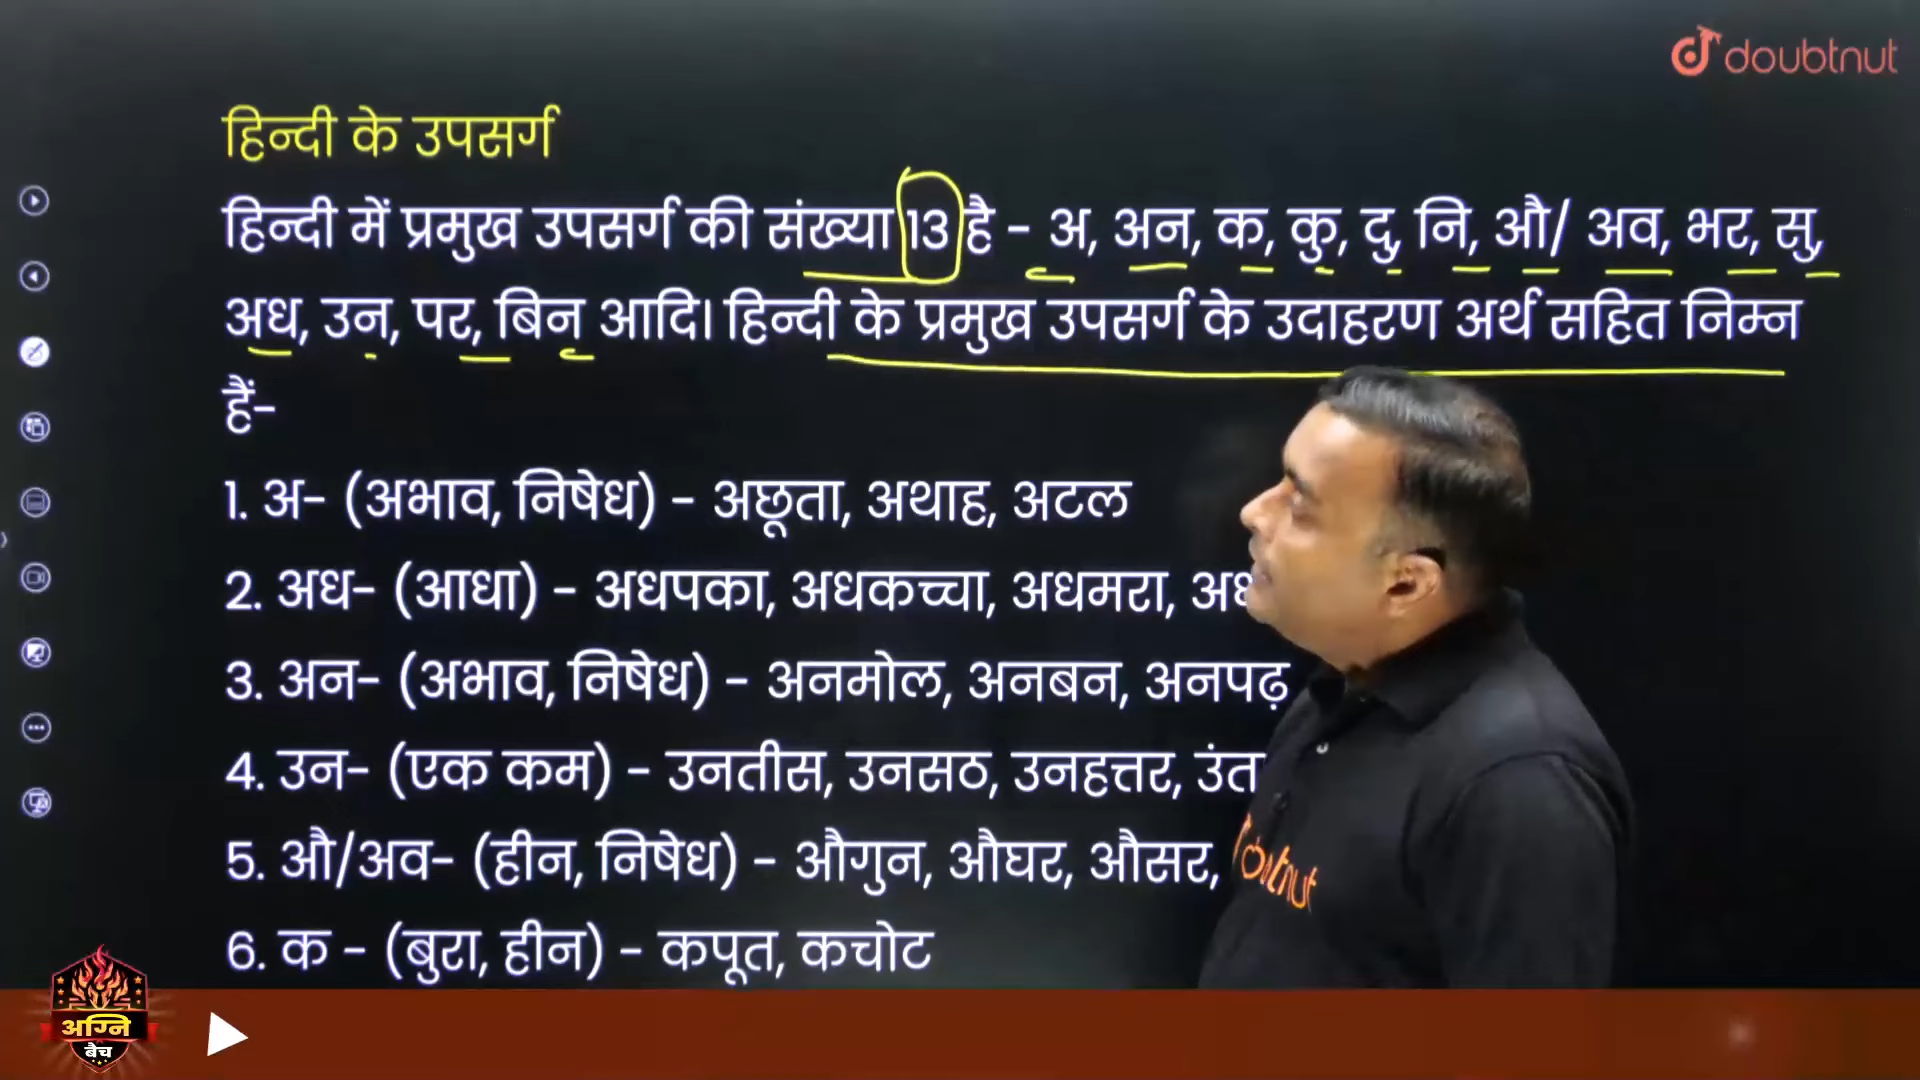 doubtnut
हिन्दी के उपसर्ग
हिन्दी में प्रमुख उपसर्ग की संख्या 13 है - अ, अन, क, कु, दु, नि, औ/ अव, भर, सु,
अध, उन, पर, बिन आदि। हिन्दी के प्रमुख उपसर्ग के उदाहरण अर्थ सहित निम्न
हैं-
1. अ- (अभाव, निषेध) - अछूता, अथाह, अटल
2. अध- (आधा) - अधपका, अधकच्चा, अधमरा,
3. अन- (अभाव, निषेध) - अनमोल, अनबन, अनपढ़
4. उन- (एक कम) - उनतीस, उनसठ, उनहत्तर,
5. औ/अव- (हीन, निषेध) - औगुन, औघर, औसर,
6. क - (बुरा, हीन) - कपूत, कचोट
अग्नि
बैच